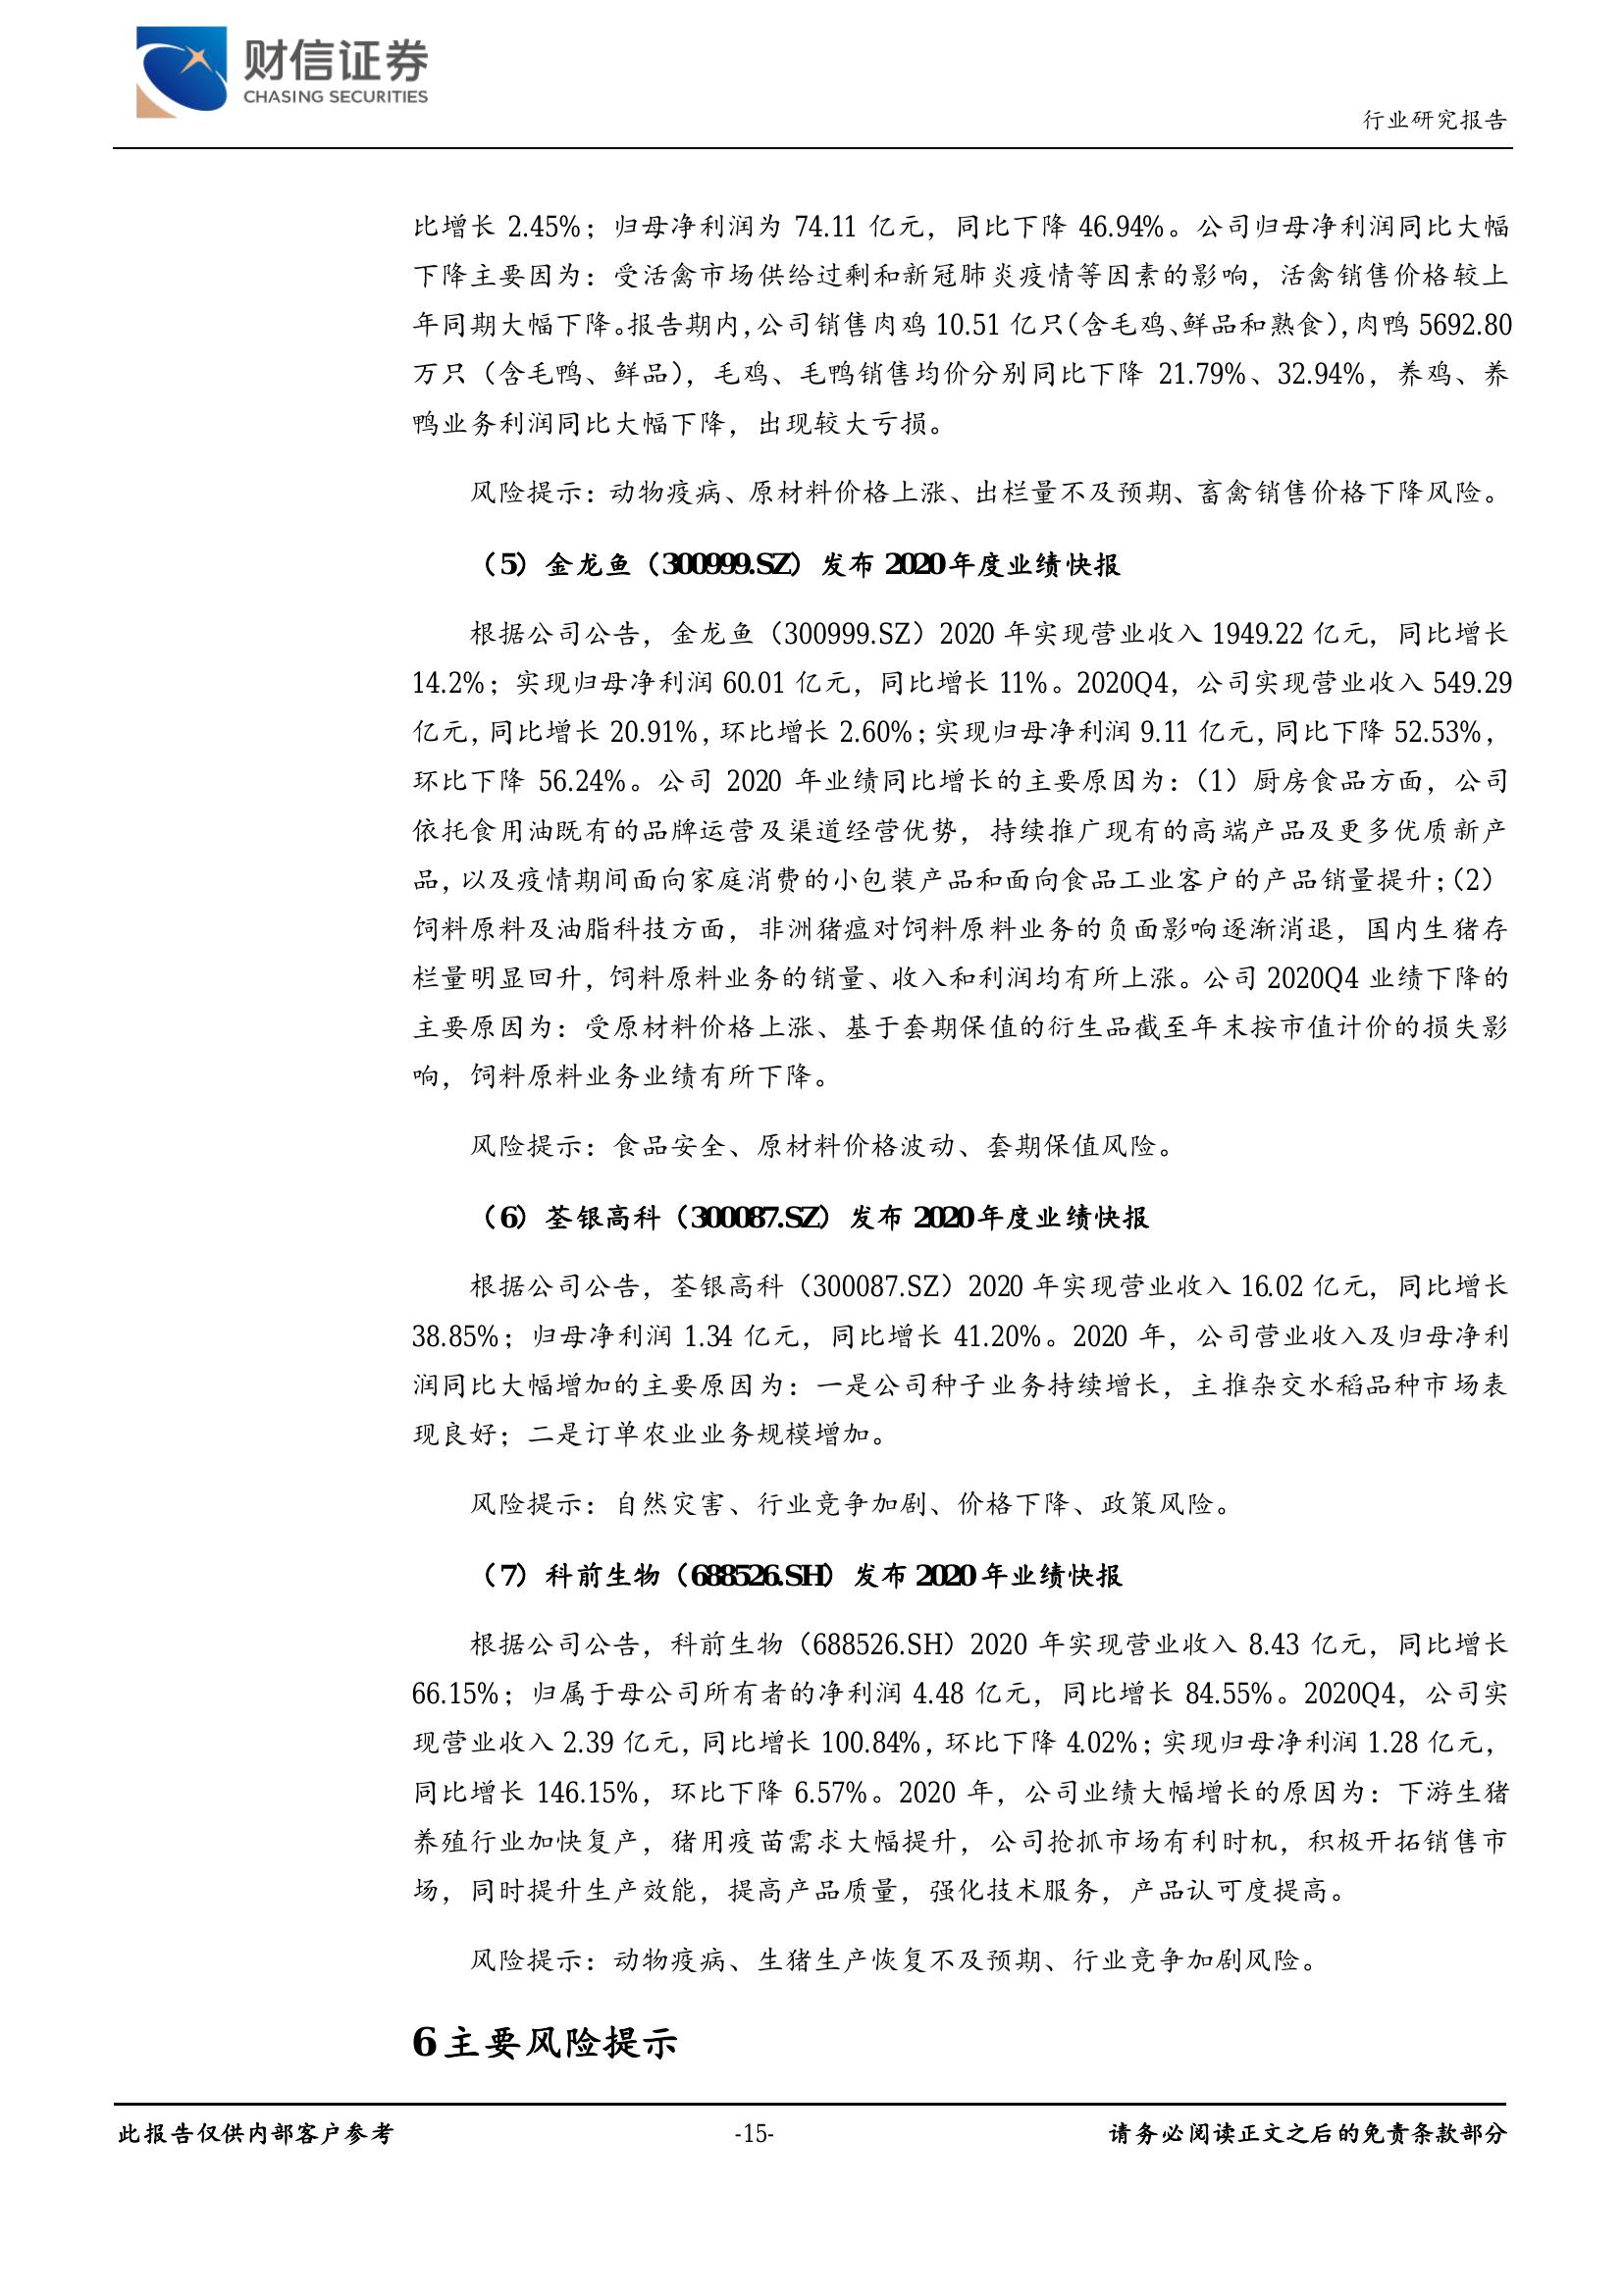 财信证券
CHASING SECURITIES
行业研究报告
比增长 2.45%；归母净利润为 74.11 亿元，同比下降 46.94%。公司归母净利润同比大幅
下降主要因为：受活禽市场供给过剩和新冠肺炎疫情等因素的影响，活禽销售价格较上
年同期大幅下降。报告期内，公司销售肉鸡 10.51 亿只（含毛鸡、鲜品和熟食），肉鸭 5692.80
万只（含毛鸭、鲜品），毛鸡、毛鸭销售均价分别同比下降 21.79%、32.94%，养鸡、养
鸭业务利润同比大幅下降，出现较大亏损。
风险提示：动物疫病、原材料价格上涨、出栏量不及预期、畜禽销售价格下降风险。
（5）金龙鱼（300999.SZ）发布 2020 年度业绩快报
根据公司公告，金龙鱼（300999.SZ）2020 年实现营业收入 1949.22 亿元，同比增长
14.2%；实现归母净利润 60.01 亿元，同比增长 11%。2020Q4，公司实现营业收入 549.29
亿元，同比增长 20.91%，环比增长 2.60%；实现归母净利润 9.11 亿元，同比下降 52.53%，
环比下降 56.24%。公司 2020 年业绩同比增长的主要原因为：（1）厨房食品方面，公司
依托食用油既有的品牌运营及渠道经营优势，持续推广现有的高端产品及更多优质新产
品，以及疫情期间面向家庭消费的小包装产品和面向食品工业客户的产品销量提升；（2）
饲料原料及油脂科技方面，非洲猪瘟对饲料原料业务的负面影响逐渐消退，国内生猪存
栏量明显回升，饲料原料业务的销量、收入和利润均有所上涨。公司 2020Q4 业绩下降的
主要原因为：受原材料价格上涨、基于套期保值的衍生品截至年末按市值计价的损失影
响，饲料原料业务业绩有所下降。
风险提示：食品安全、原材料价格波动、套期保值风险。
（6）荃银高科（300087.SZ）发布 2020 年度业绩快报
根据公司公告，荃银高科（300087.SZ）2020 年实现营业收入 16.02 亿元，同比增长
38.85%；归母净利润 1.34 亿元，同比增长 41.20%。2020 年，公司营业收入及归母净利
润同比大幅增加的主要原因为：一是公司种子业务持续增长，主推杂交水稻品种市场表
现良好；二是订单农业业务规模增加。
风险提示：自然灾害、行业竞争加剧、价格下降、政策风险。
（7）科前生物（688526.SH）发布 2020 年业绩快报
根据公司公告，科前生物（688526.SH）2020 年实现营业收入 8.43 亿元，同比增长
66.15%；归属于母公司所有者的净利润 4.48 亿元，同比增长 84.55%。2020Q4，公司实
现营业收入 2.39 亿元，同比增长 100.84%，环比下降 4.02%；实现归母净利润 1.28 亿元，
同比增长 146.15%，环比下降 6.57%。2020 年，公司业绩大幅增长的原因为：下游生猪
养殖行业加快复产，猪用疫苗需求大幅提升，公司抢抓市场有利时机，积极开拓销售市
场，同时提升生产效能，提高产品质量，强化技术服务，产品认可度提高。
风险提示：动物疫病、生猪生产恢复不及预期、行业竞争加剧风险。
6 主要风险提示
此报告仅供内部客户参考
-15-
请务必阅读正文之后的免责条款部分